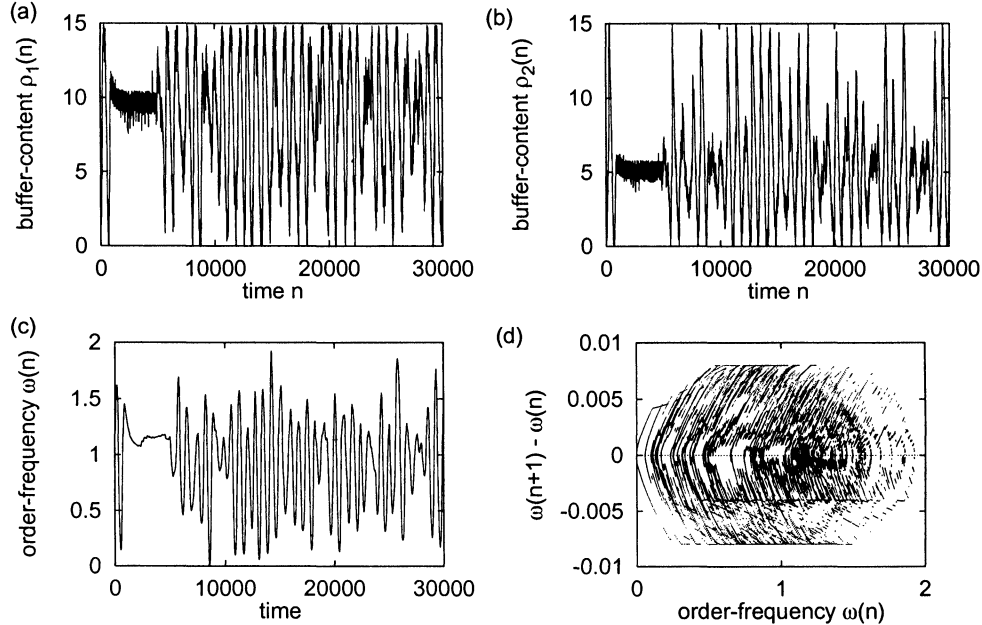 (a)
buffer-content ρ1(n)
15
10
5
0
0 10000 20000 30000
time n
(b)
buffer-content ρ2(n)
15
10
5
0
0 10000 20000 30000
time n
(c)
order-frequency ω(n)
2
1.5
1
0.5
0
0 10000 20000 30000
time
(d)
ω(n+1) - ω(n)
0.01
0.005
0
-0.005
-0.01
0 1 2
order-frequency ω(n)